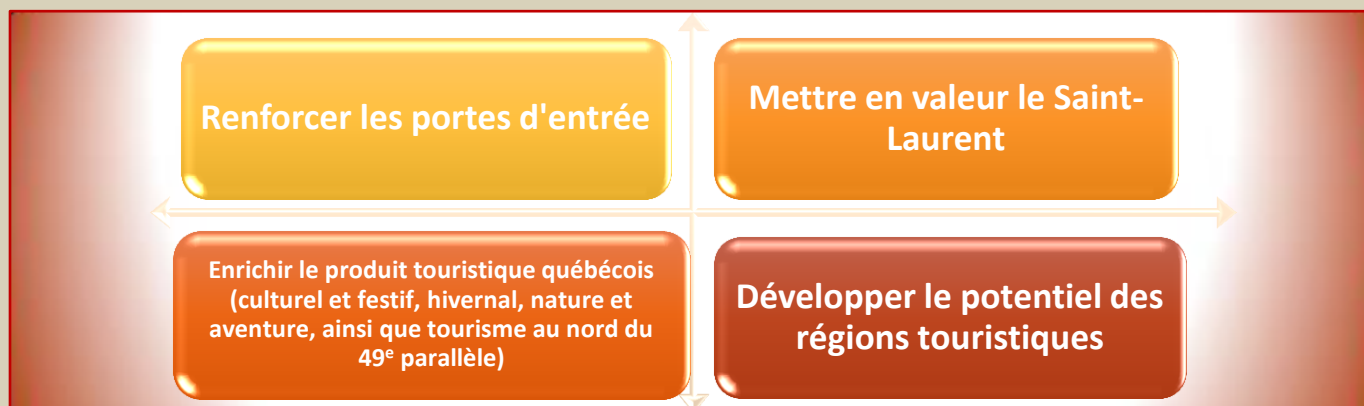 Renforcer les portes d'entrée
Mettre en valeur le Saint-
Laurent
Enrichir le produit touristique québécois
(culturel et festif, hivernal, nature et
aventure, ainsi que tourisme au nord du
49e parallèle)
Développer le potentiel des
régions touristiques